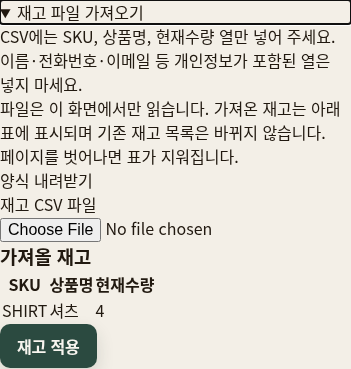 재고 파일 가져오기
CSV에는 SKU, 상품명, 현재수량 열만 넣어 주세요.
이름·전화번호·이메일 등 개인정보가 포함된 열은
넣지 마세요.
파일은 이 화면에서만 읽습니다. 가져온 재고는 아래
표에 표시되며 기존 재고 목록은 바뀌지 않습니다.
페이지를 벗어나면 표가 지워집니다.
양식 내려받기
재고 CSV 파일
Choose File No file chosen
가져올 재고
SKU 상품명 현재수량
SHIRT 셔츠 4
재고 적용